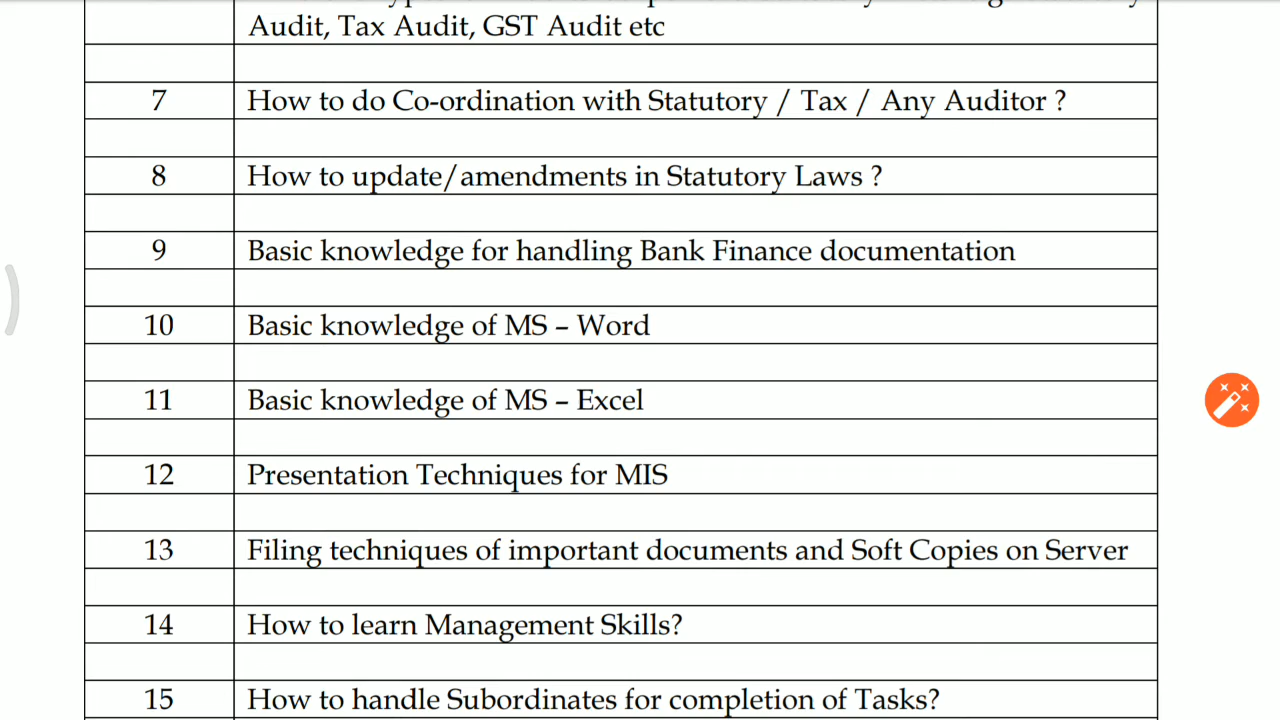 Audit, Tax Audit, GST Audit etc
7 How to do Co-ordination with Statutory / Tax / Any Auditor ?
8 How to update/amendments in Statutory Laws ?
9 Basic knowledge for handling Bank Finance documentation
10 Basic knowledge of MS – Word
11 Basic knowledge of MS – Excel
12 Presentation Techniques for MIS
13 Filing techniques of important documents and Soft Copies on Server
14 How to learn Management Skills?
15 How to handle Subordinates for completion of Tasks?